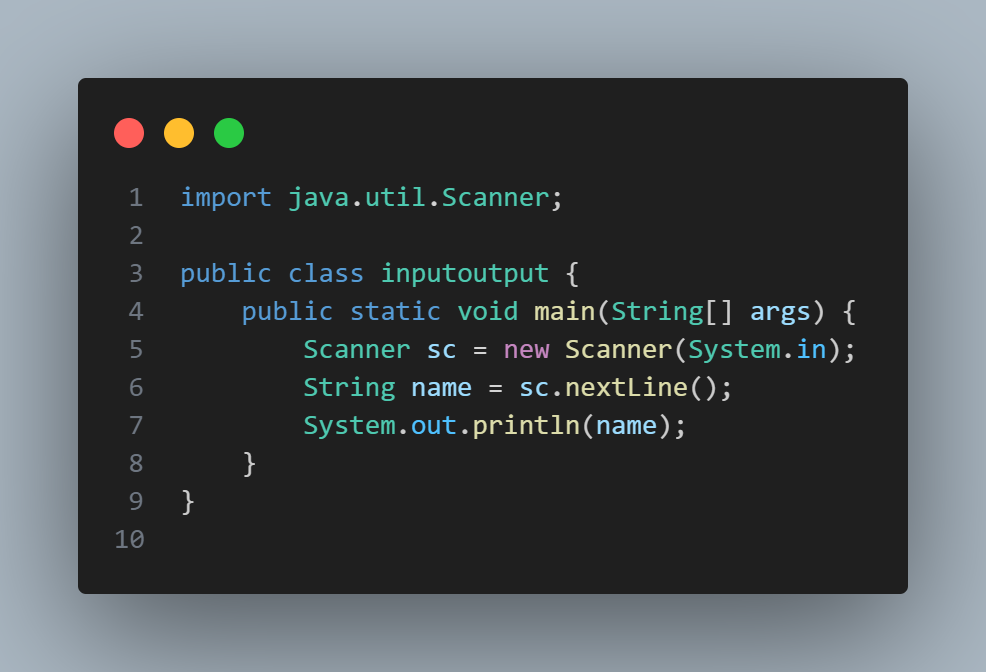 1 import java.util.Scanner;
2
3 public class inputoutput {
4     public static void main(String[] args) {
5         Scanner sc = new Scanner(System.in);
6         String name = sc.nextLine();
7         System.out.println(name);
8     }
9 }
10